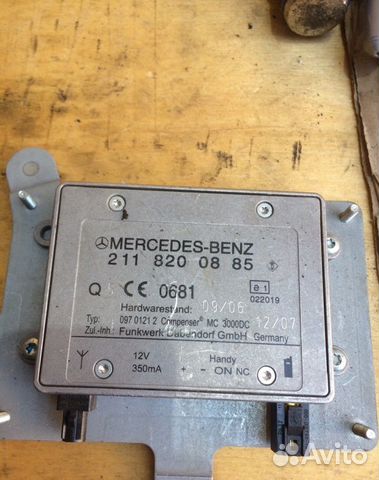 MERCEDES-BENZ
211 820 08 85
Q CE 0681 e1
022019
Hardwarestand: 09/06
Typ: 097 0121 2 Compenser® MC 3000DC 12/07
Zul.-Inh.: Funkwerk Dabendorf GmbH Germany
12V Handy
350mA + - ON NC
Avito